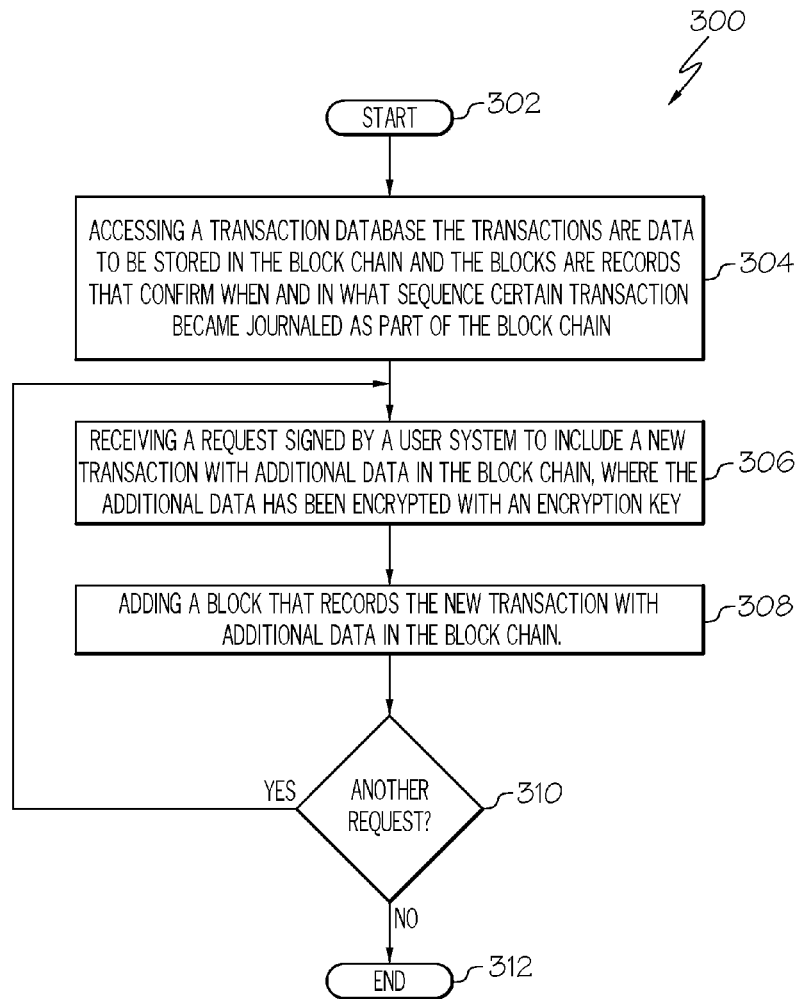 300
START
302
ACCESSING A TRANSACTION DATABASE THE TRANSACTIONS ARE DATA
TO BE STORED IN THE BLOCK CHAIN AND THE BLOCKS ARE RECORDS
THAT CONFIRM WHEN AND IN WHAT SEQUENCE CERTAIN TRANSACTION
BECAME JOURNALED AS PART OF THE BLOCK CHAIN
304
RECEIVING A REQUEST SIGNED BY A USER SYSTEM TO INCLUDE A NEW
TRANSACTION WITH ADDITIONAL DATA IN THE BLOCK CHAIN, WHERE THE
ADDITIONAL DATA HAS BEEN ENCRYPTED WITH AN ENCRYPTION KEY
306
ADDING A BLOCK THAT RECORDS THE NEW TRANSACTION WITH
ADDITIONAL DATA IN THE BLOCK CHAIN.
308
YES
ANOTHER
REQUEST?
310
NO
END
312